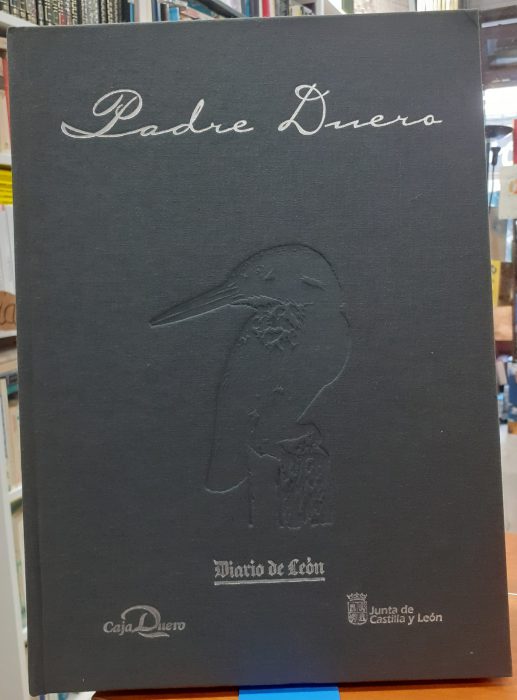 Padre Duero
Diario de León
Caja Duero
Junta de
Castilla y León